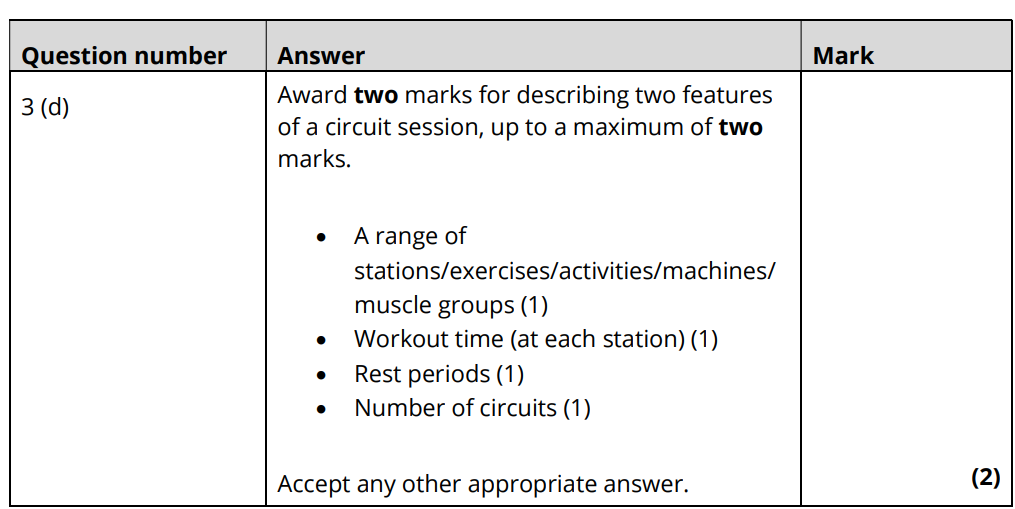 Question number Answer Mark
3 (d)
Award two marks for describing two features
of a circuit session, up to a maximum of two
marks.
• A range of
stations/exercises/activities/machines/
muscle groups (1)
• Workout time (at each station) (1)
• Rest periods (1)
• Number of circuits (1)
Accept any other appropriate answer.
(2)